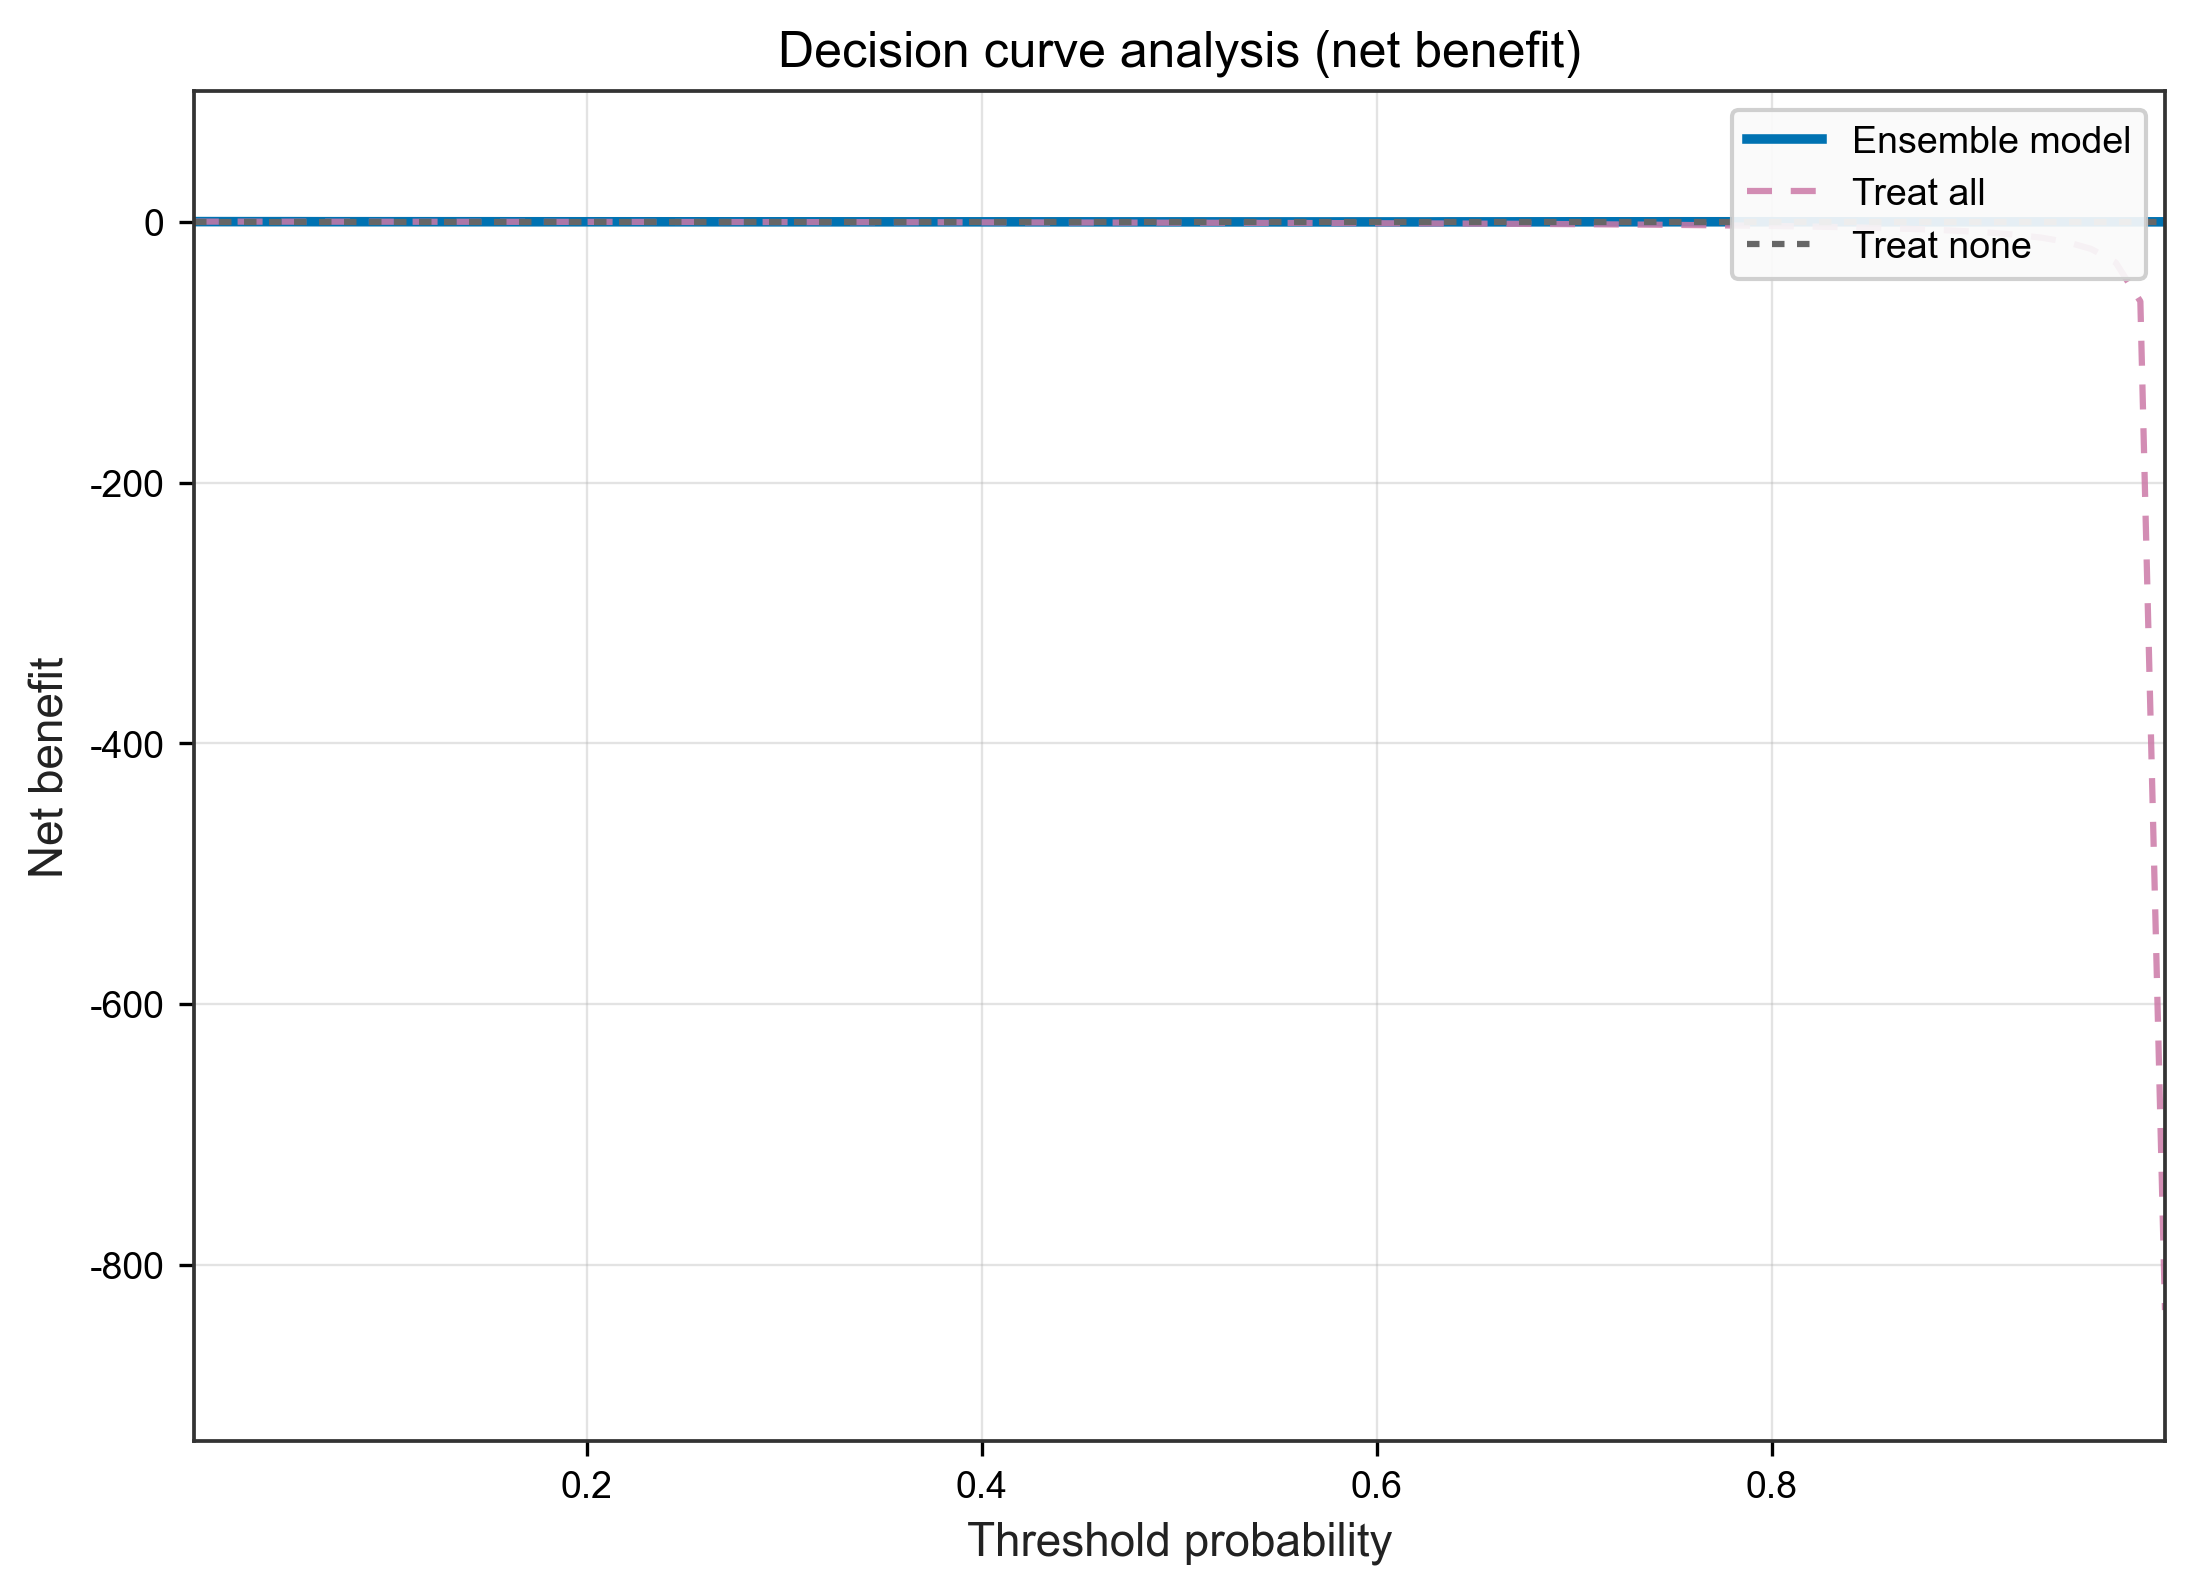 Decision curve analysis (net benefit)
Ensemble model
Treat all
Treat none
0
-200
-400
-600
-800
Net benefit
0.2
0.4
0.6
0.8
Threshold probability